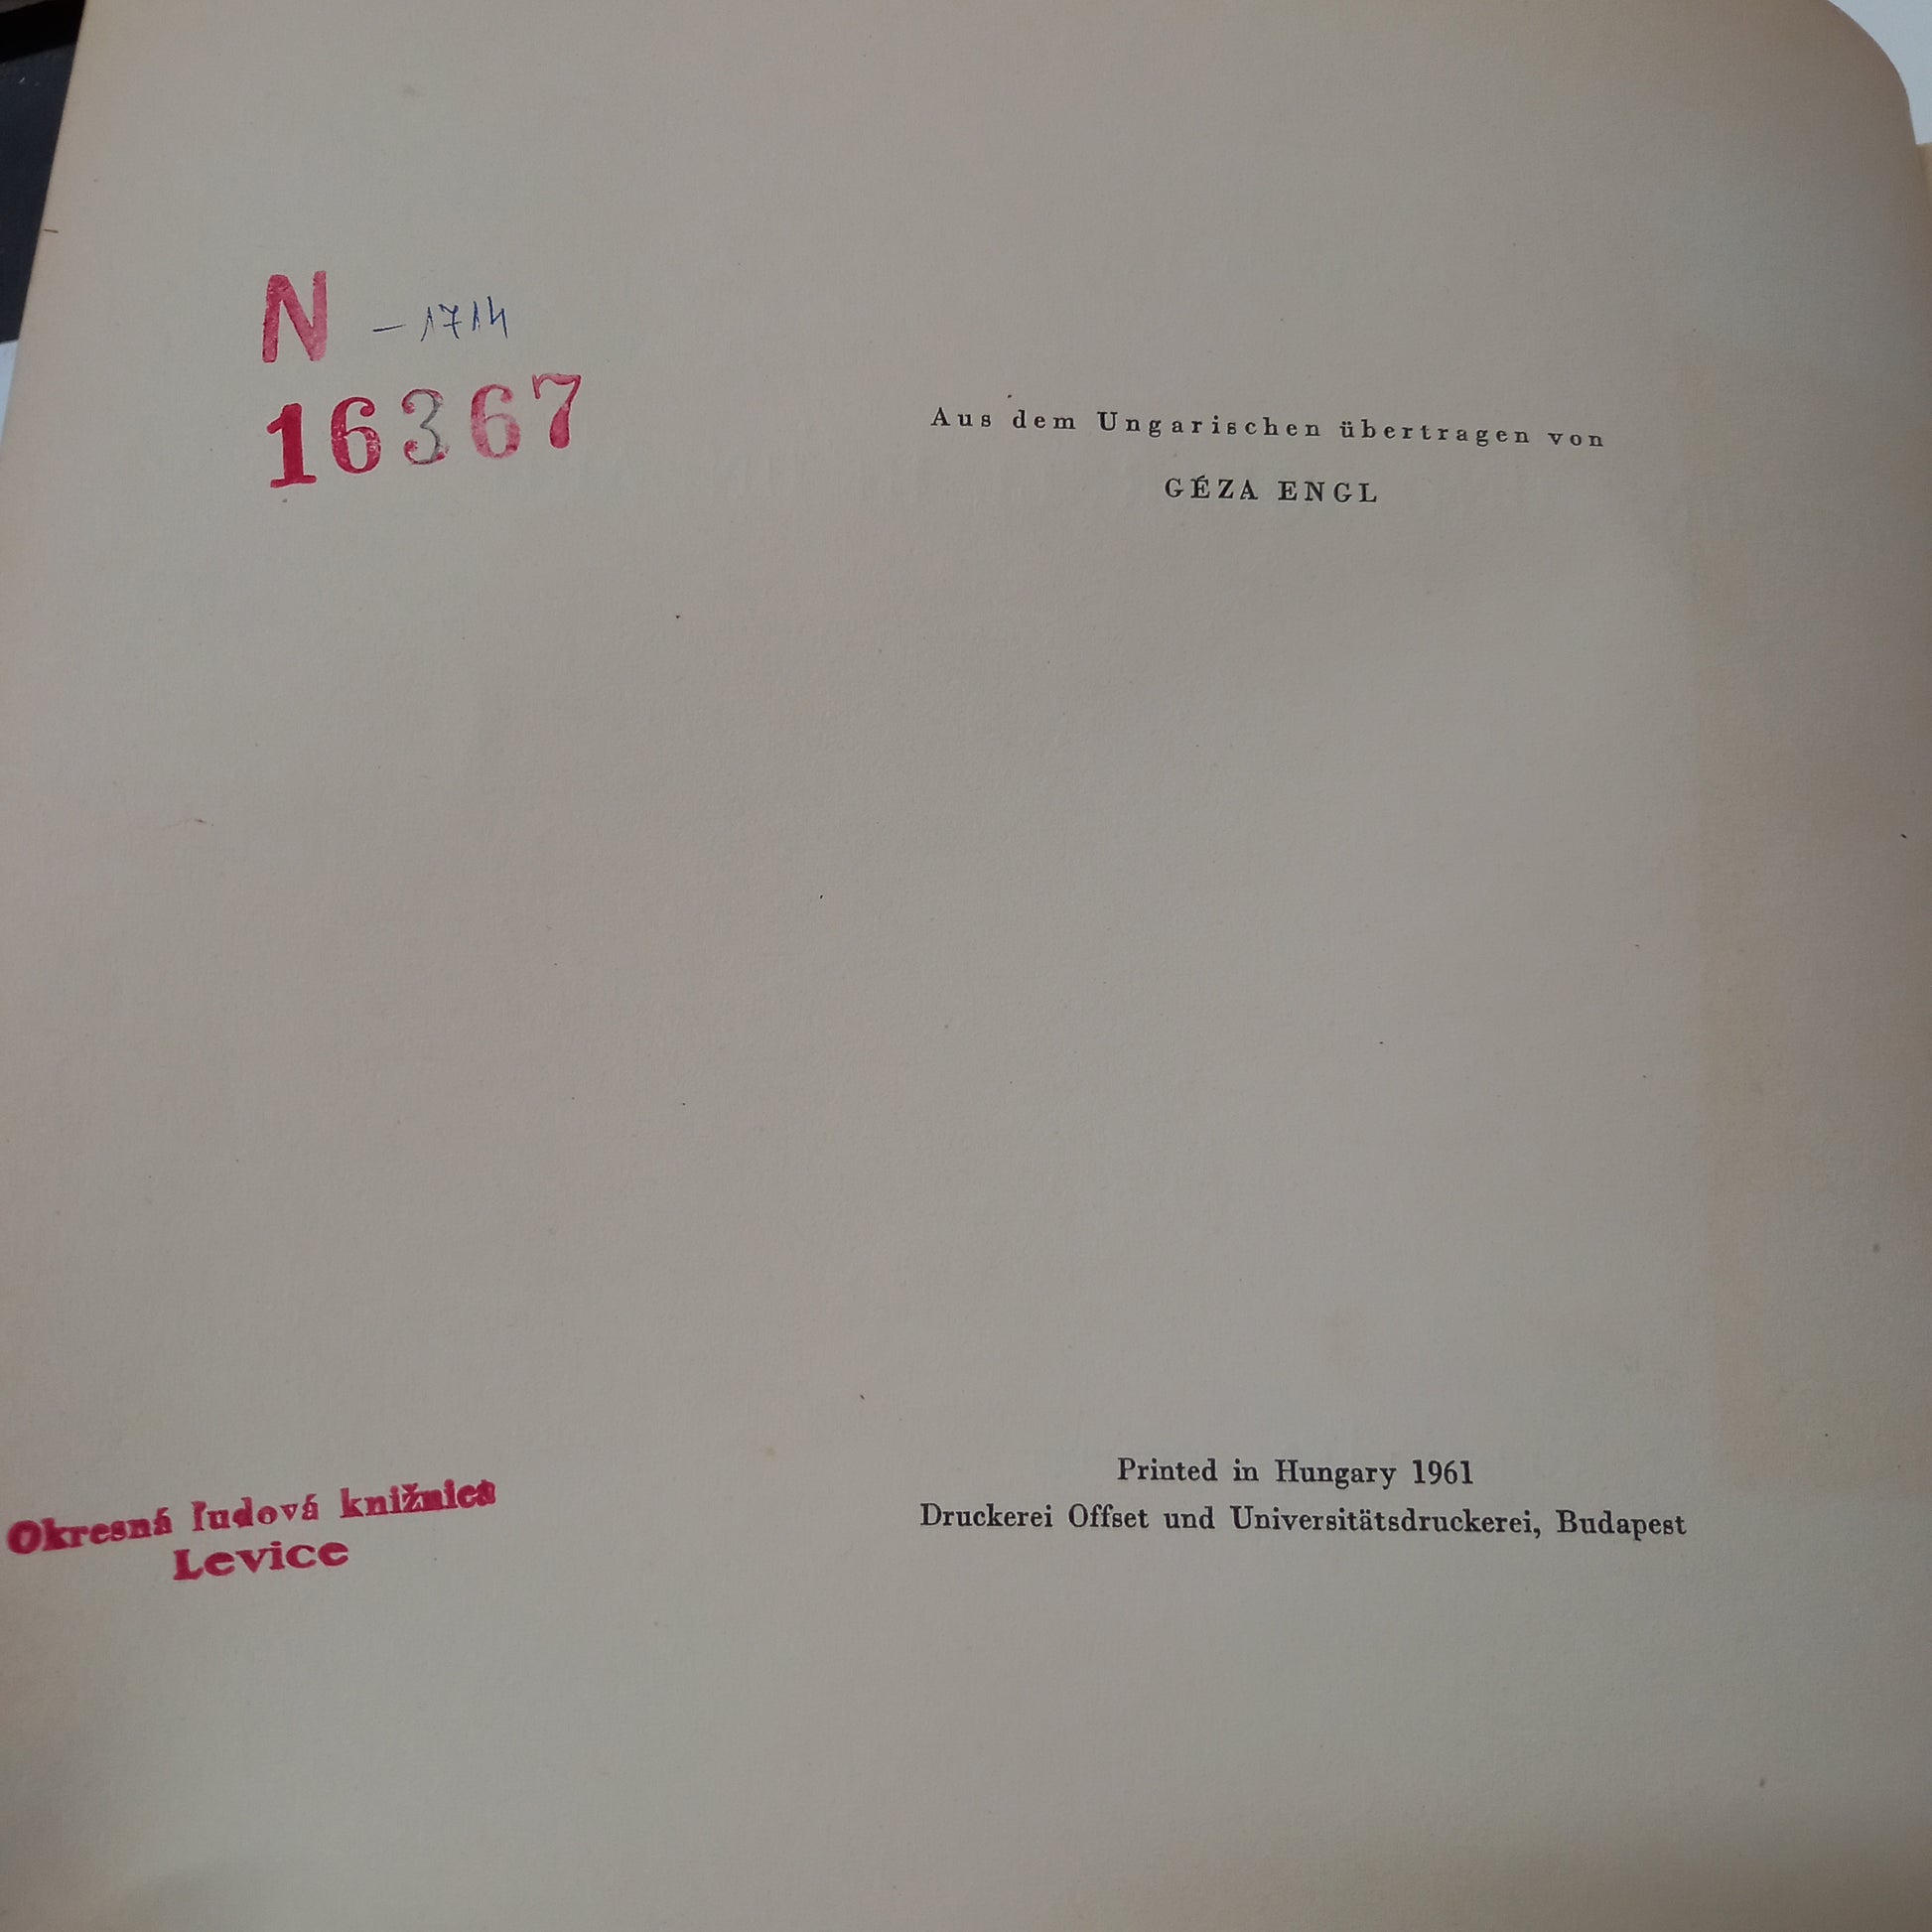 N - 1714
16367
Aus dem Ungarischen übertragen von
GÉZA ENGL
Printed in Hungary 1961
Druckerei Offset und Universitätsdruckerei, Budapest
Okresná ľudová knižnica
Levice